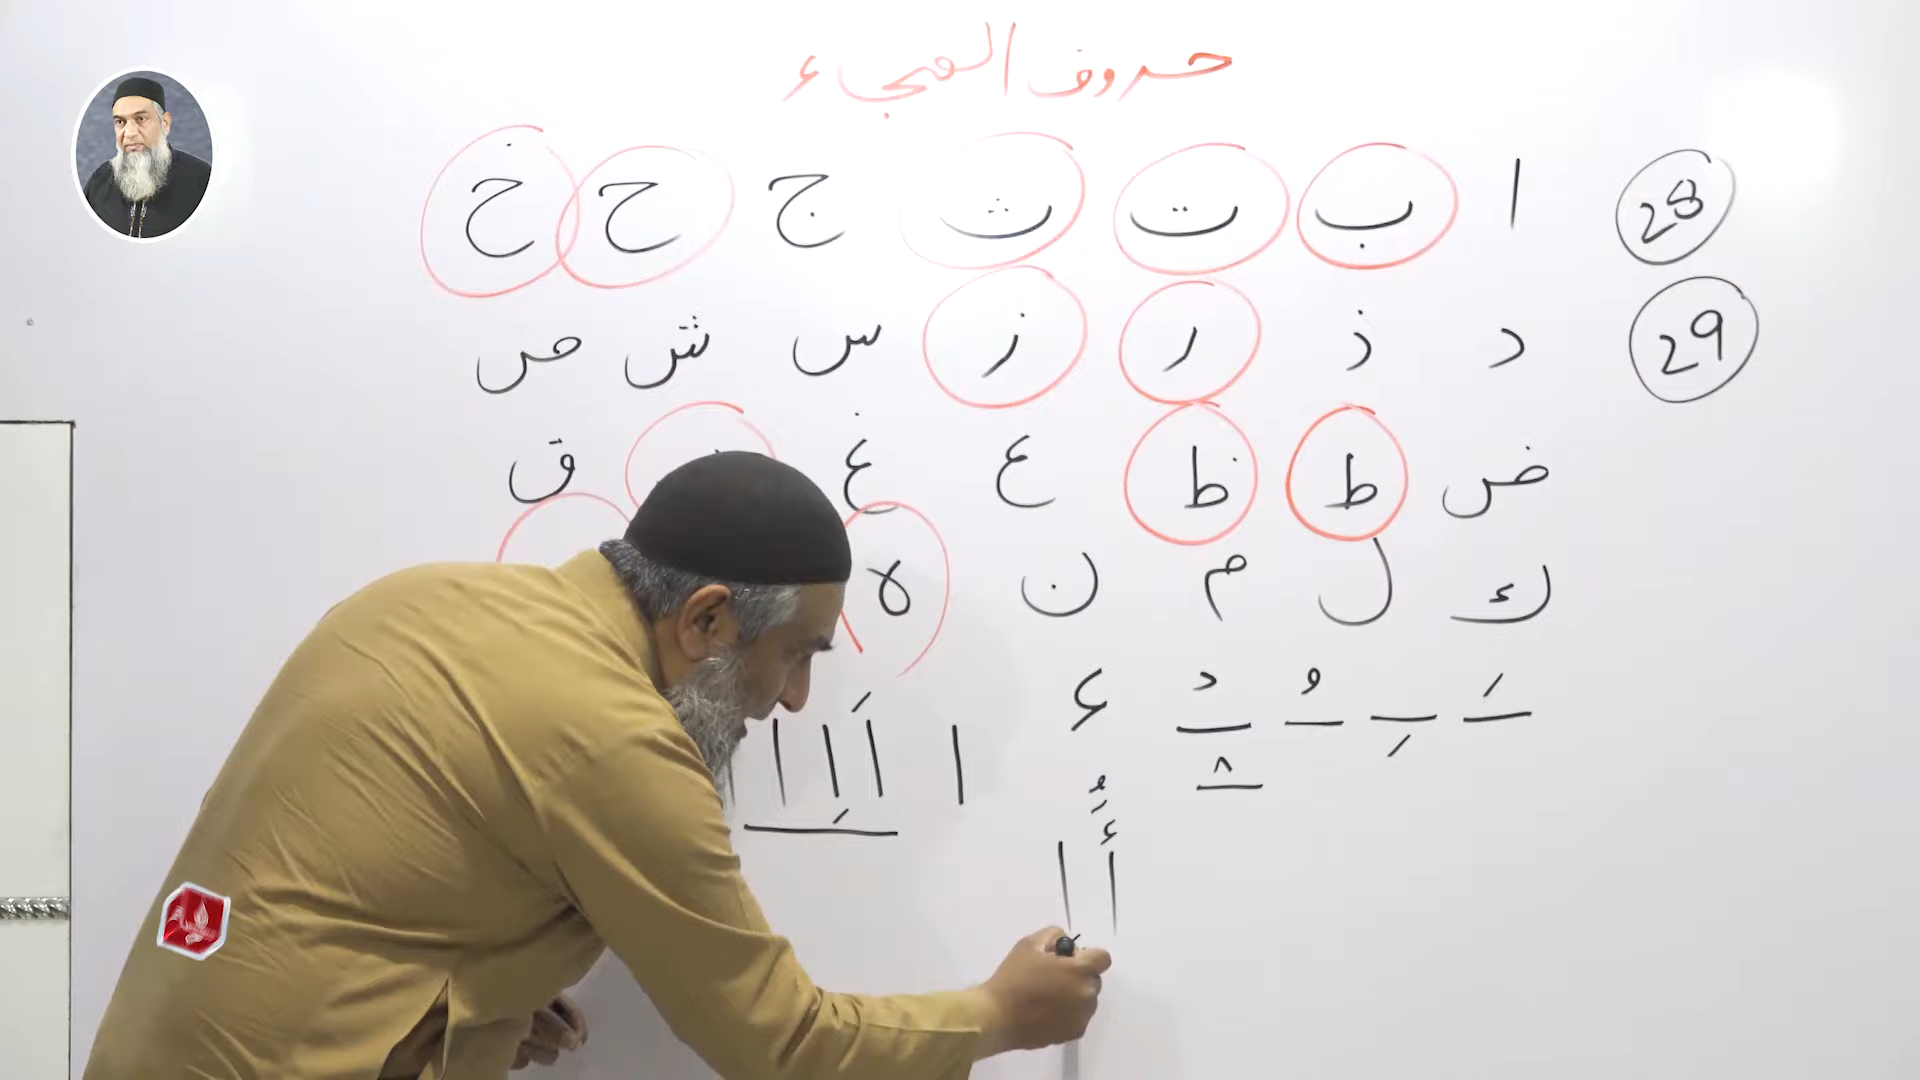 حروف الهجاء
28 ا ب ت ث ج ح خ
29 د ذ ر ز س ش ص
ض ط ظ ع غ ق
ك ل م ن ه
َ ِ ُ ْ ء
ا اَ اِ ا
أ ا